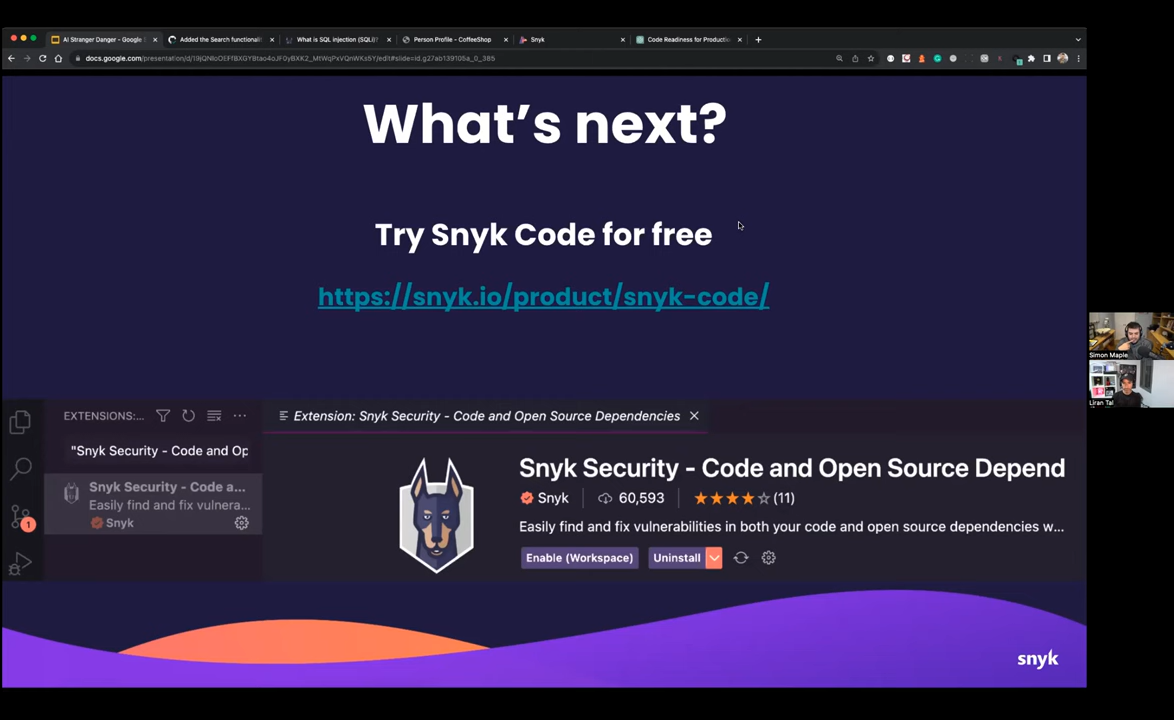 AI Stranger Danger - Google S
Added the Search functionali
What is SQL injection (SQLi)?
Person Profile - CoffeeShop
Snyk
Code Readiness for Producti
What's next?
Try Snyk Code for free
https://snyk.io/product/snyk-code/
Simon Maple
Liran Tal
EXTENSIONS:...
Extension: Snyk Security - Code and Open Source Dependencies
"Snyk Security - Code and Op
Snyk Security - Code a...
Easily find and fix vulnera...
Snyk
1
Snyk Security - Code and Open Source Depend
Snyk 60,593 (11)
Easily find and fix vulnerabilities in both your code and open source dependencies w...
Enable (Workspace) Uninstall
snyk